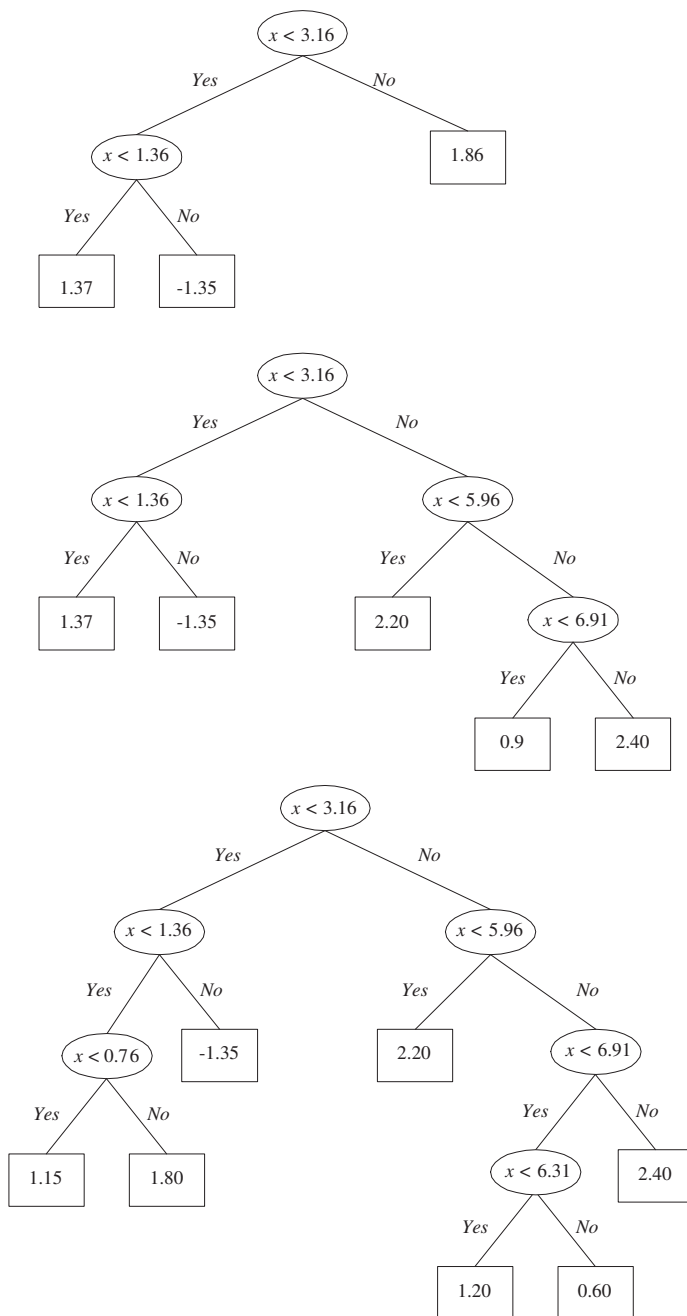 x < 3.16
Yes
No
x < 1.36
1.86
Yes
No
1.37
-1.35
x < 3.16
Yes
No
x < 1.36
x < 5.96
Yes
No
Yes
No
1.37
-1.35
2.20
x < 6.91
Yes
No
0.9
2.40
x < 3.16
Yes
No
x < 1.36
x < 5.96
Yes
No
Yes
No
x < 0.76
-1.35
2.20
x < 6.91
Yes
No
Yes
No
1.15
1.80
x < 6.31
2.40
Yes
No
1.20
0.60